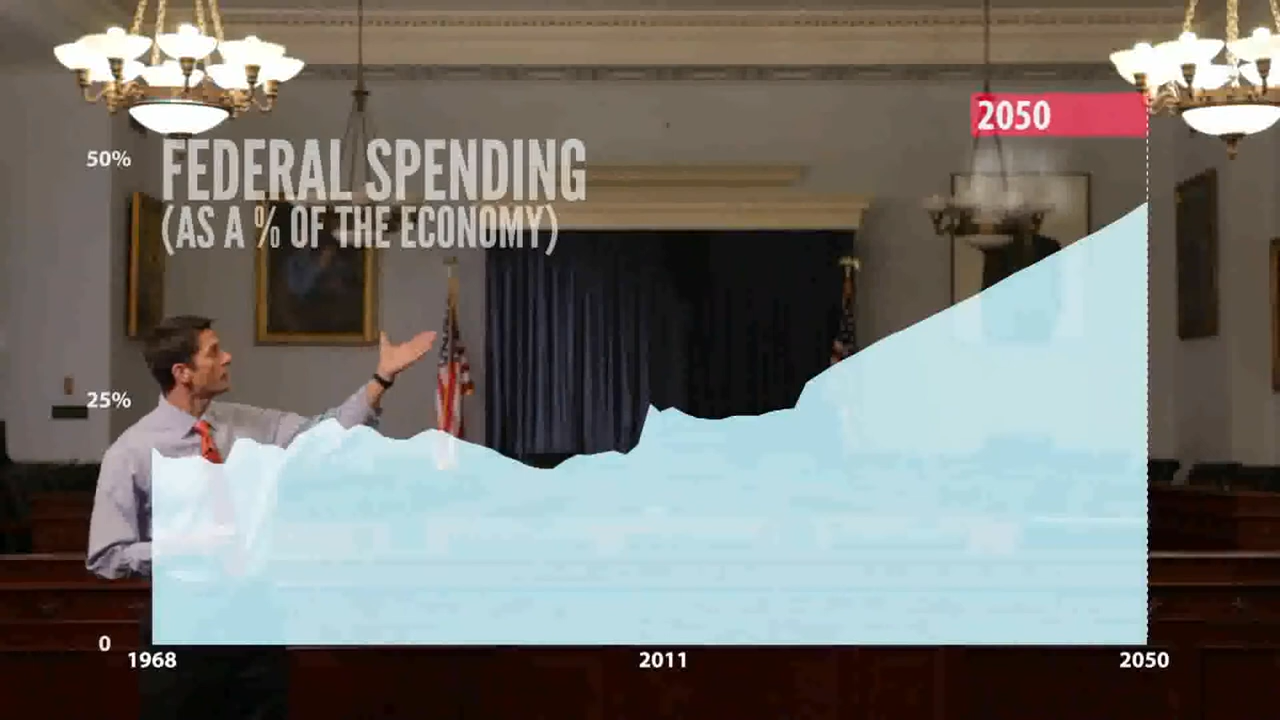 2050
50%
FEDERAL SPENDING
(AS A % OF THE ECONOMY)
25%
0
1968 2011 2050